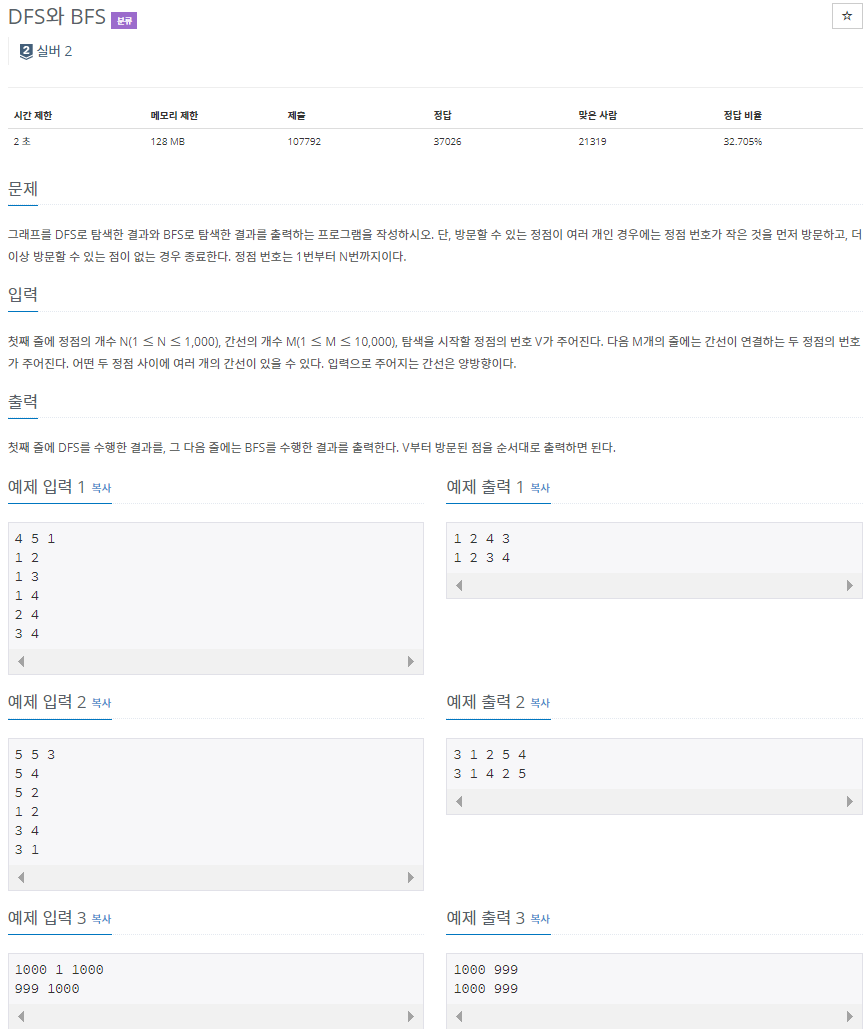 DFS와 BFS 분류
2 실버 2
시간 제한 메모리 제한 제출 정답 맞은 사람 정답 비율
2 초 128 MB 107792 37026 21319 32.705%
문제
그래프를 DFS로 탐색한 결과와 BFS로 탐색한 결과를 출력하는 프로그램을 작성하시오. 단, 방문할 수 있는 정점이 여러 개인 경우에는 정점 번호가 작은 것을 먼저 방문하고, 더
이상 방문할 수 있는 점이 없는 경우 종료한다. 정점 번호는 1번부터 N번까지이다.
입력
첫째 줄에 정점의 개수 N(1 ≤ N ≤ 1,000), 간선의 개수 M(1 ≤ M ≤ 10,000), 탐색을 시작할 정점의 번호 V가 주어진다. 다음 M개의 줄에는 간선이 연결하는 두 정점의 번호
가 주어진다. 어떤 두 정점 사이에 여러 개의 간선이 있을 수 있다. 입력으로 주어지는 간선은 양방향이다.
출력
첫째 줄에 DFS를 수행한 결과를, 그 다음 줄에는 BFS를 수행한 결과를 출력한다. V부터 방문된 점을 순서대로 출력하면 된다.
예제 입력 1 복사
4 5 1
1 2
1 3
1 4
2 4
3 4
예제 출력 1 복사
1 2 4 3
1 2 3 4
예제 입력 2 복사
5 5 3
5 4
5 2
1 2
3 4
3 1
예제 출력 2 복사
3 1 2 5 4
3 1 4 2 5
예제 입력 3 복사
1000 1 1000
999 1000
예제 출력 3 복사
1000 999
1000 999